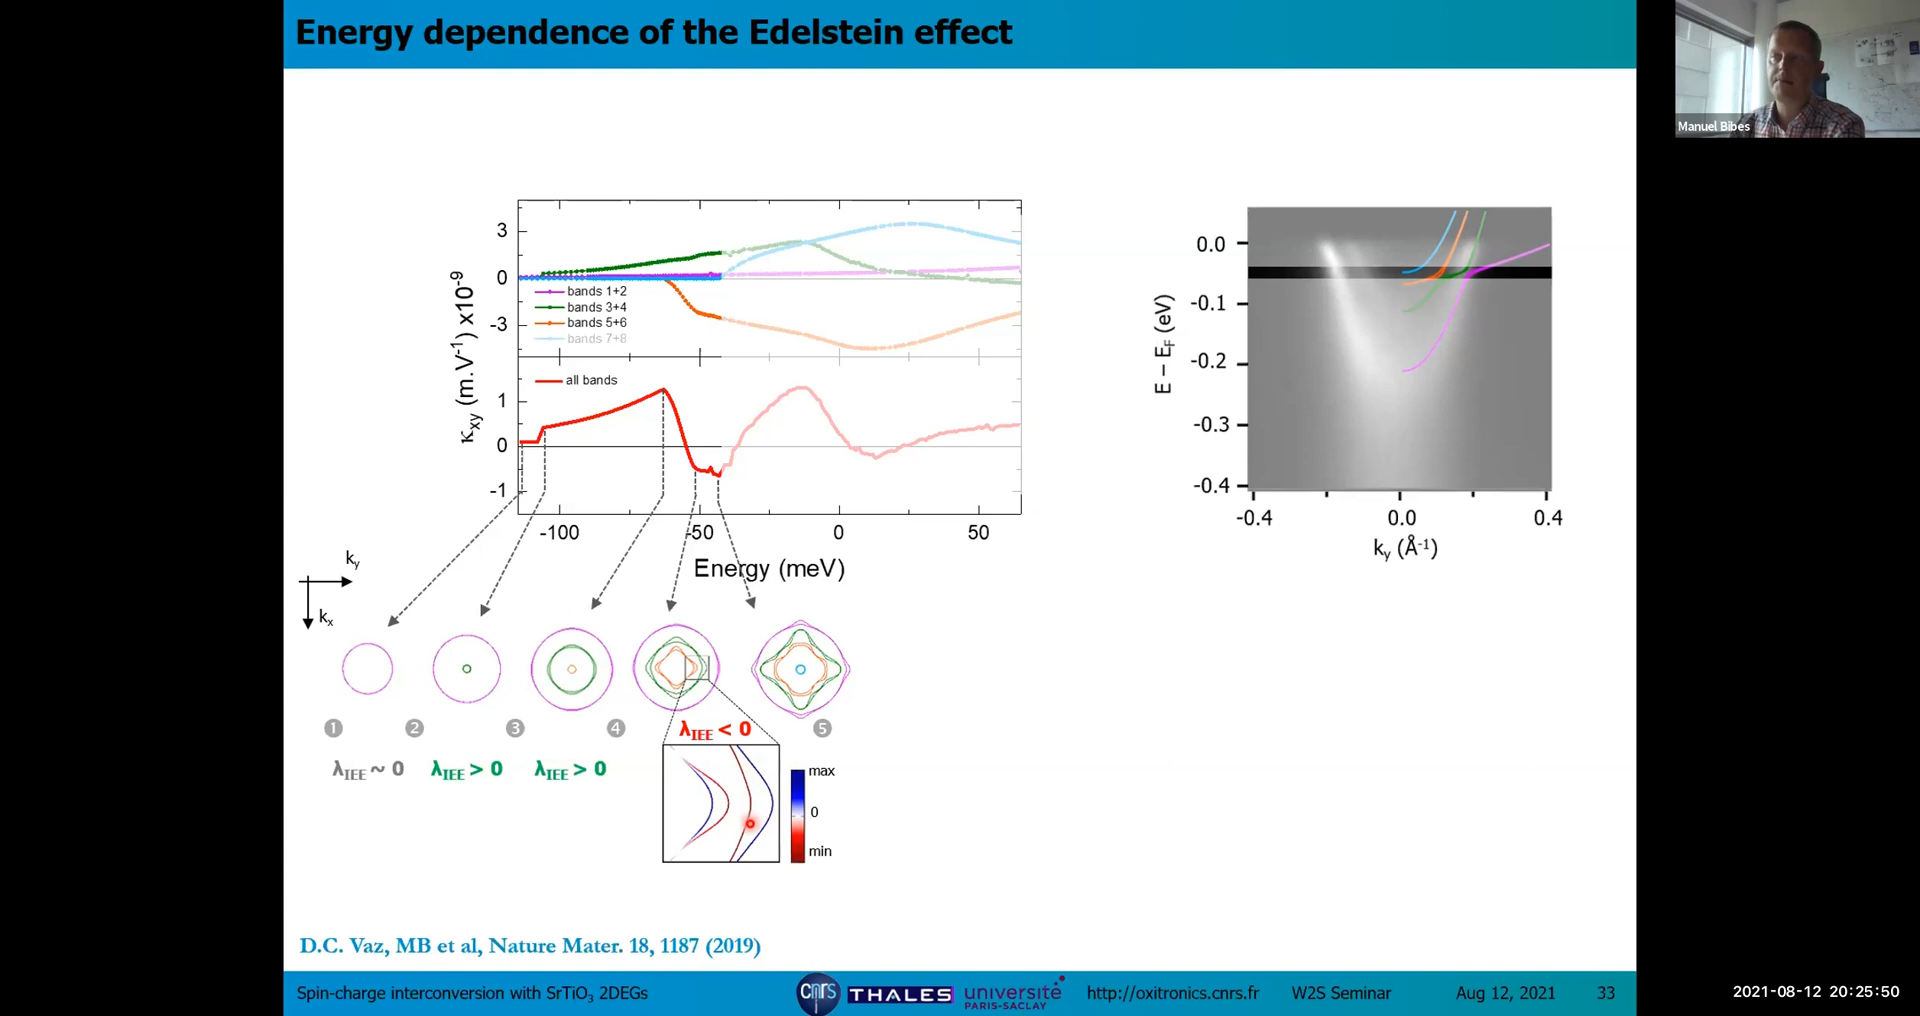 Energy dependence of the Edelstein effect
Manuel Bibes
κxy (m.V-1) x10-9
3
0
-3
bands 1+2
bands 3+4
bands 5+6
bands 7+8
all bands
1
0
-1
-100
-50
0
50
Energy (meV)
E – EF (eV)
0.0
-0.1
-0.2
-0.3
-0.4
-0.4
0.0
0.4
ky (Å-1)
ky
kx
1
2
3
4
5
λIEE ~ 0
λIEE > 0
λIEE > 0
λIEE < 0
max
0
min
D.C. Vaz, MB et al, Nature Mater. 18, 1187 (2019)
Spin-charge interconversion with SrTiO3 2DEGs
cnrs
THALES
université
PARIS-SACLAY
http://oxitronics.cnrs.fr
W2S Seminar
Aug 12, 2021
33
2021-08-12 20:25:50